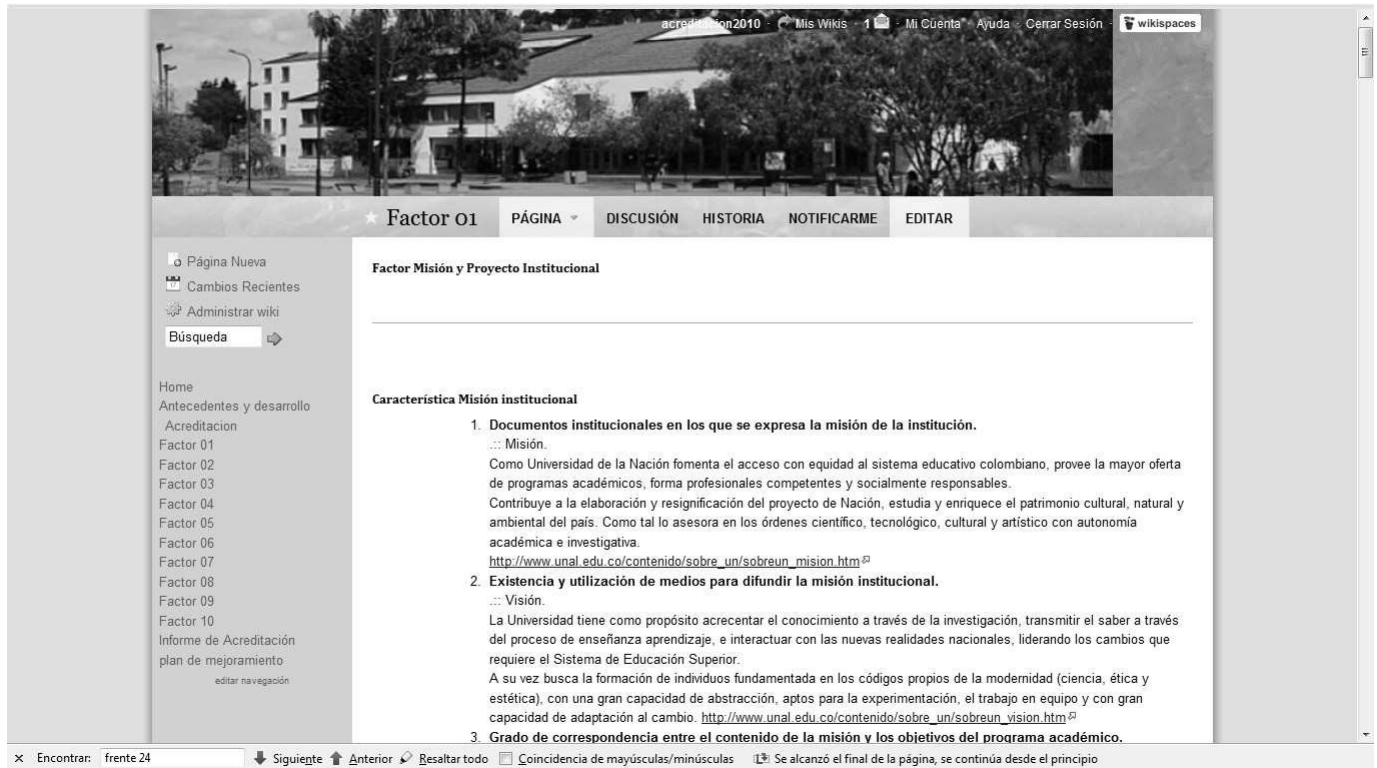 acreditacion2010 · Mis Wikis · 1 · Mi Cuenta · Ayuda · Cerrar Sesión · wikispaces
Factor 01 PÁGINA DISCUSIÓN HISTORIA NOTIFICARME EDITAR
Página Nueva
Cambios Recientes
Administrar wiki
Búsqueda
Home
Antecedentes y desarrollo
Acreditacion
Factor 01
Factor 02
Factor 03
Factor 04
Factor 05
Factor 06
Factor 07
Factor 08
Factor 09
Factor 10
Informe de Acreditación
plan de mejoramiento
editar navegación
Factor Misión y Proyecto Institucional
Característica Misión institucional
1. Documentos institucionales en los que se expresa la misión de la institución.
.:: Misión.
Como Universidad de la Nación fomenta el acceso con equidad al sistema educativo colombiano, provee la mayor oferta
de programas académicos, forma profesionales competentes y socialmente responsables.
Contribuye a la elaboración y resignificación del proyecto de Nación, estudia y enriquece el patrimonio cultural, natural y
ambiental del país. Como tal lo asesora en los órdenes científico, tecnológico, cultural y artístico con autonomía
académica e investigativa.
http://www.unal.edu.co/contenido/sobre_un/sobreun_mision.htm
2. Existencia y utilización de medios para difundir la misión institucional.
.:: Visión.
La Universidad tiene como propósito acrecentar el conocimiento a través de la investigación, transmitir el saber a través
del proceso de enseñanza aprendizaje, e interactuar con las nuevas realidades nacionales, liderando los cambios que
requiere el Sistema de Educación Superior.
A su vez busca la formación de individuos fundamentada en los códigos propios de la modernidad (ciencia, ética y
estética), con una gran capacidad de abstracción, aptos para la experimentación, el trabajo en equipo y con gran
capacidad de adaptación al cambio. http://www.unal.edu.co/contenido/sobre_un/sobreun_vision.htm
3. Grado de correspondencia entre el contenido de la misión y los objetivos del programa académico.
x Encontrar: frente 24 Siguiente Anterior Resaltar todo Coincidencia de mayúsculas/minúsculas Se alcanzó el final de la página, se continúa desde el principio